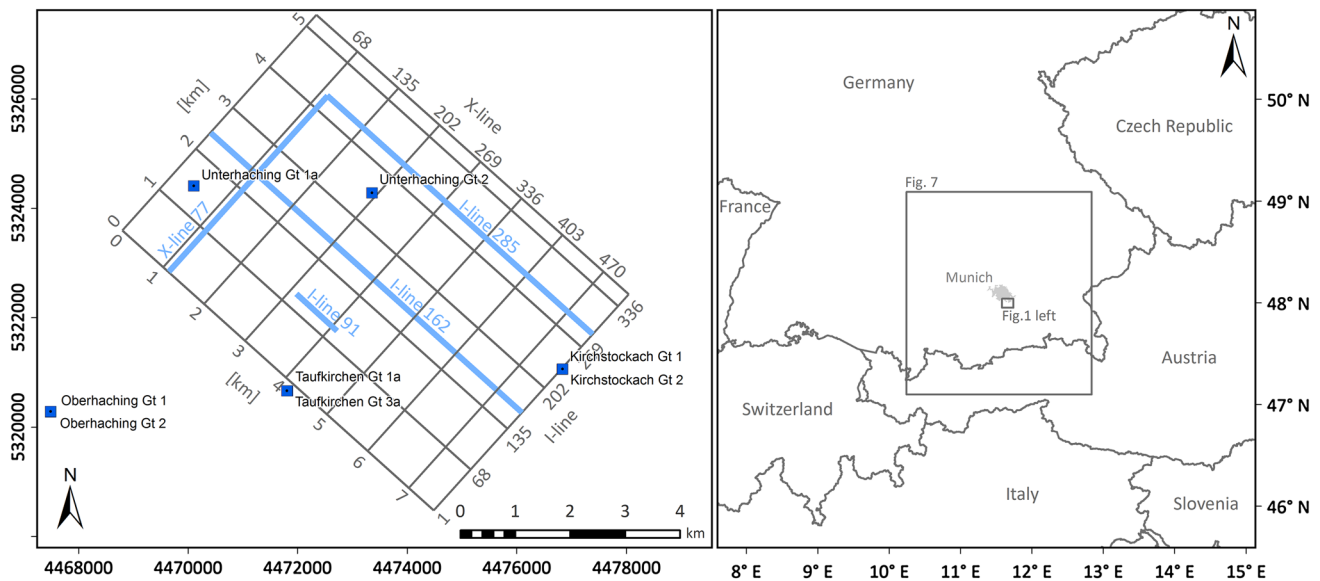 5
68
4
135
X-line
[km]
3
202
2
269
1
336
0
403
0
470
1
336
2
269
3
202
[km]
4
135
I-line
5
68
6
7
1
Unterhaching Gt 1a
Unterhaching Gt 2
X-line 77
I-line 285
I-line 162
I-line 91
Kirchstockach Gt 1
Kirchstockach Gt 2
Taufkirchen Gt 1a
Taufkirchen Gt 3a
Oberhaching Gt 1
Oberhaching Gt 2
N
0 1 2 3 4
km
5326000
5324000
5322000
5320000
4468000 4470000 4472000 4474000 4476000 4478000
N
Germany
Czech Republic
Fig. 7
France
Munich
Fig.1 left
Austria
Switzerland
Italy
Slovenia
50° N
49° N
48° N
47° N
46° N
8° E 9° E 10° E 11° E 12° E 13° E 14° E 15° E